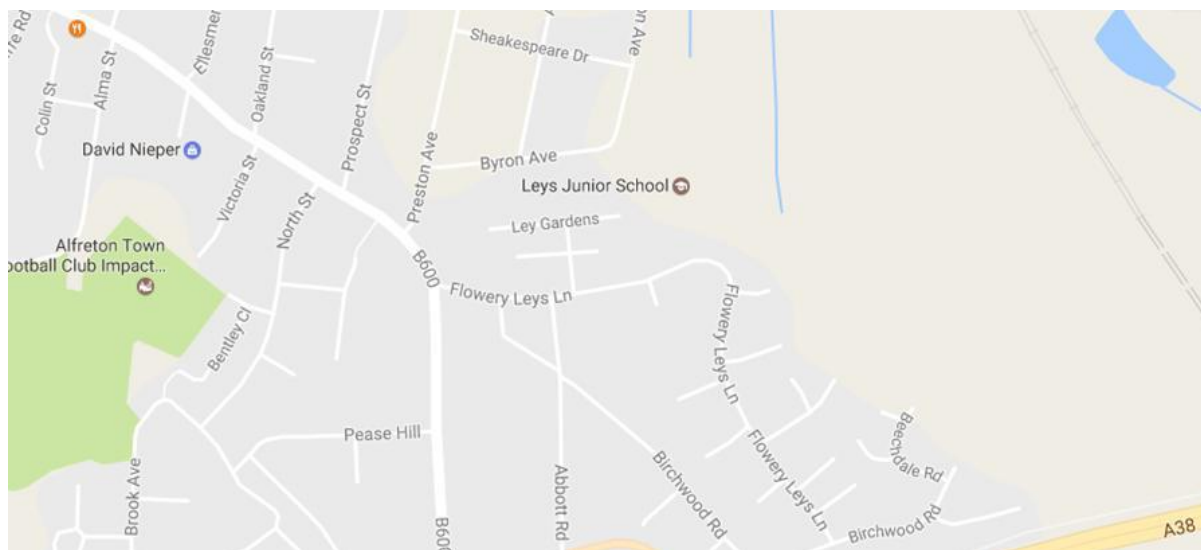 Colin St
Alma St
Oakland St
Prospect St
Preston Ave
Sheakespeare Dr
on Ave
David Nieper
Victoria St
North St
Byron Ave
Leys Junior School
Ley Gardens
Alfreton Town
ootball Club Impact...
B600
Flowery Leys Ln
Flowery Leys Ln
Bentley Cl
Pease Hill
Brook Ave
B600
Abbott Rd
Birchwood Rd
Flowery Leys Ln
Beechdale Rd
Birchwood Rd
A38